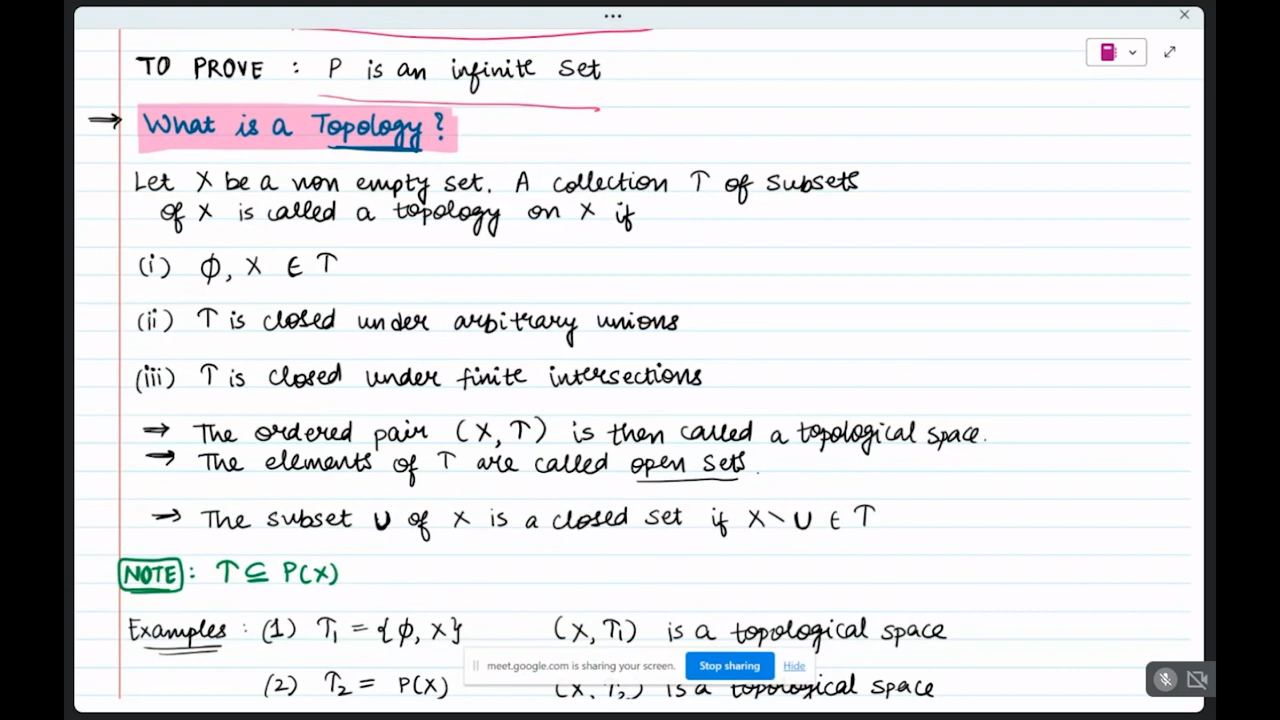 TO PROVE : P is an infinite set
→ What is a Topology?
Let X be a non empty set. A collection T of subsets
of X is called a topology on X if
(i) ϕ, X ∈ T
(ii) T is closed under arbitrary unions
(iii) T is closed under finite intersections
→ The ordered pair (X, T) is then called a topological space.
→ The elements of T are called open sets.
→ The subset U of X is a closed set if X\U ∈ T
NOTE : T ⊆ P(X)
Examples : (1) T₁ = {ϕ, X} (X, T₁) is a topological space
meet.google.com is sharing your screen. Stop sharing Hide
(2) T₂ = P(X) (X, T₂) is a topological space